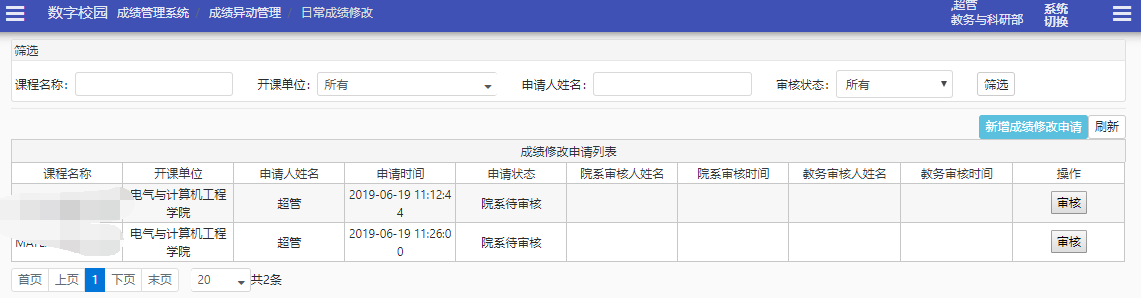 数字校园 成绩管理系统 / 成绩异动管理 / 日常成绩修改
,超管
教务与科研部
系统
切换
筛选
课程名称: 开课单位: 所有 申请人姓名: 审核状态: 所有 筛选
新增成绩修改申请 刷新
成绩修改申请列表
课程名称 开课单位 申请人姓名 申请时间 申请状态 院系审核人姓名 院系审核时间 教务审核人姓名 教务审核时间 操作
电气与计算机工程
学院
超管
2019-06-19 11:12:4
4
院系待审核
审核
电气与计算机工程
学院
超管
2019-06-19 11:26:0
0
院系待审核
审核
首页 上页 1 下页 末页 20 共2条